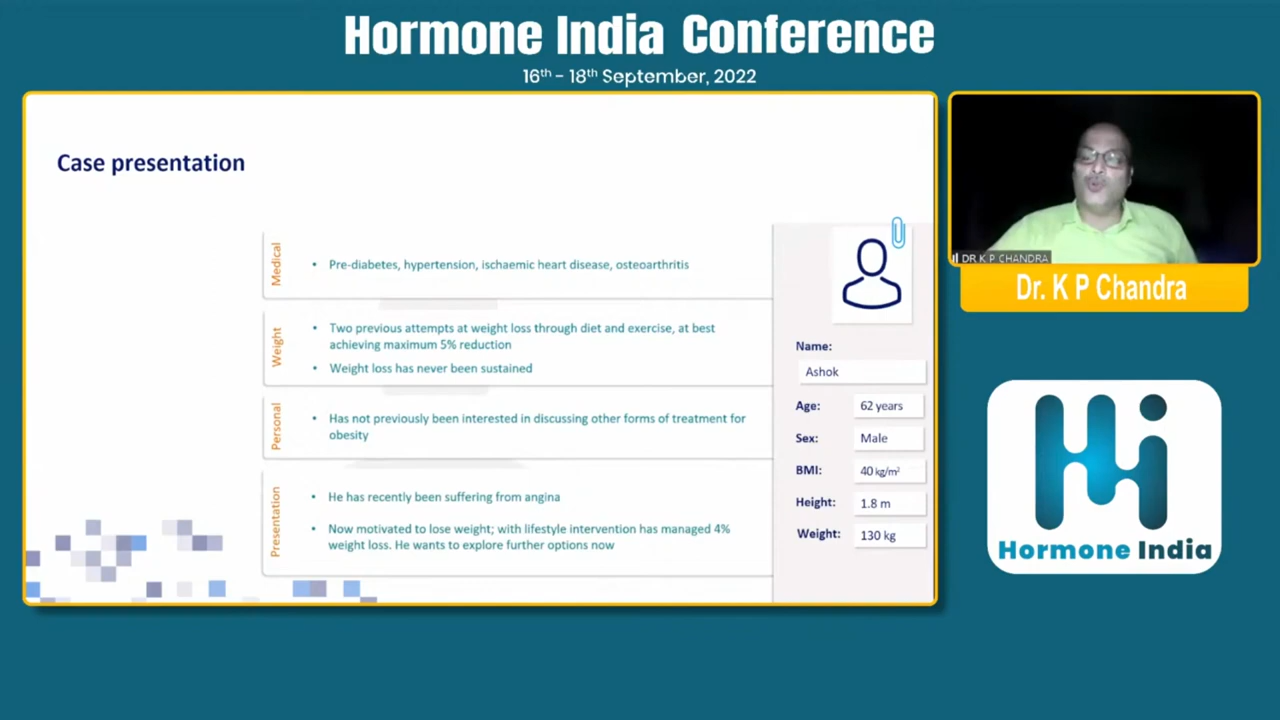 Hormone India Conference
16th - 18th September, 2022
Case presentation
Medical
• Pre-diabetes, hypertension, ischaemic heart disease, osteoarthritis
Weight
• Two previous attempts at weight loss through diet and exercise, at best
achieving maximum 5% reduction
• Weight loss has never been sustained
Personal
• Has not previously been interested in discussing other forms of treatment for
obesity
Presentation
• He has recently been suffering from angina
• Now motivated to lose weight; with lifestyle intervention has managed 4%
weight loss. He wants to explore further options now
Name:
Ashok
Age: 62 years
Sex: Male
BMI: 40 kg/m²
Height: 1.8 m
Weight: 130 kg
DR K P CHANDRA
Dr. K P Chandra
Hi
Hormone India